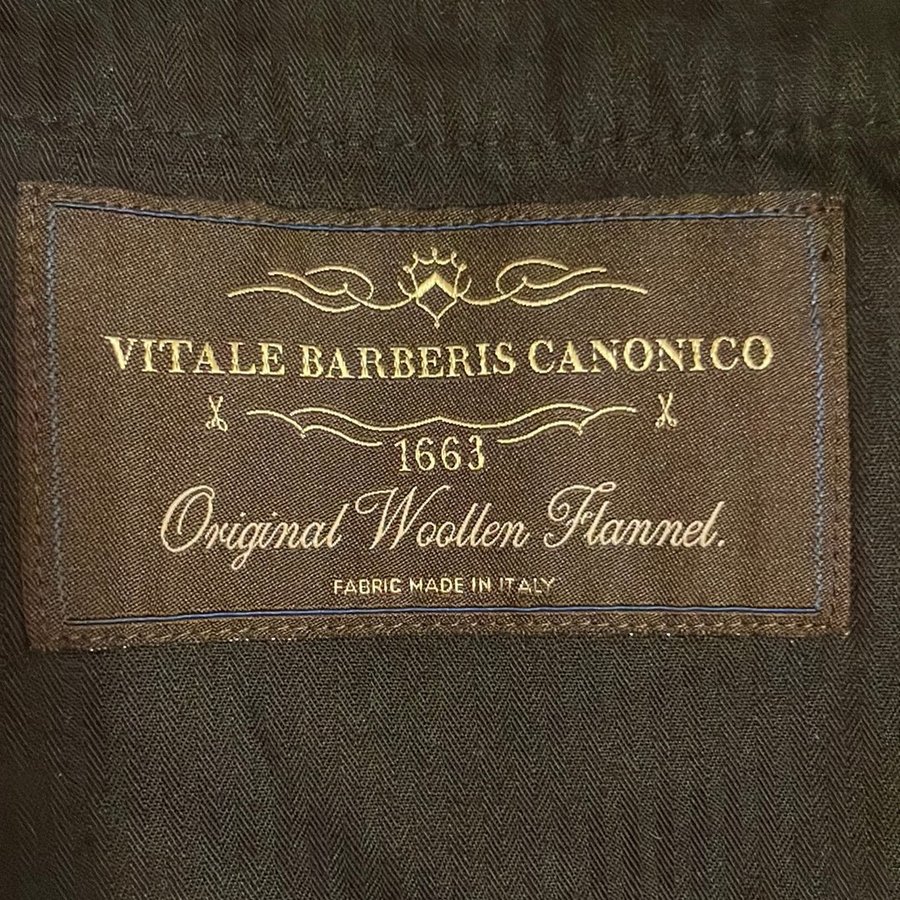 VITALE BARBERIS CANONICO
1663
Original Woollen Flannel.
FABRIC MADE IN ITALY